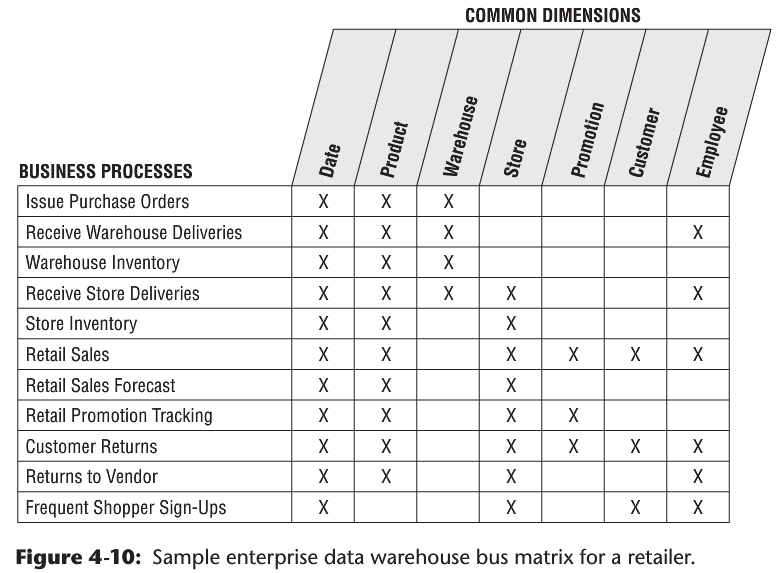 COMMON DIMENSIONS
BUSINESS PROCESSES Date Product Warehouse Store Promotion Customer Employee
Issue Purchase Orders X X X
Receive Warehouse Deliveries X X X X
Warehouse Inventory X X X
Receive Store Deliveries X X X X X
Store Inventory X X X
Retail Sales X X X X X X
Retail Sales Forecast X X X
Retail Promotion Tracking X X X X
Customer Returns X X X X X X
Returns to Vendor X X X X
Frequent Shopper Sign-Ups X X X X
Figure 4-10: Sample enterprise data warehouse bus matrix for a retailer.